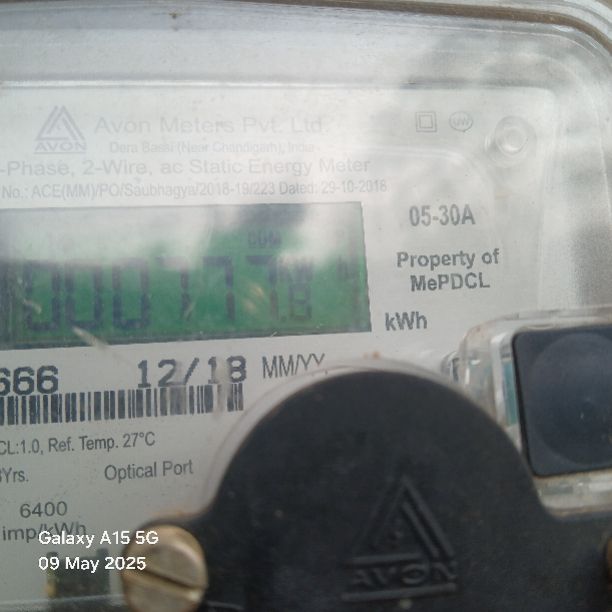 AVON
Avon Meters Pvt. Ltd.
Dera Bassi (Near Chandigarh), India
-Phase, 2-Wire, ac Static Energy Meter
No.: ACE(MM)/PO/Saubhagya/2018-19/223 Dated: 29-10-2018
05-30A
Property of
MePDCL
CUM
000777
KW
kWh
666 12/18 MM/YY
CL:1.0, Ref. Temp. 27°C
Yrs. Optical Port
6400
imp/kWh
AVON
Galaxy A15 5G
09 May 2025